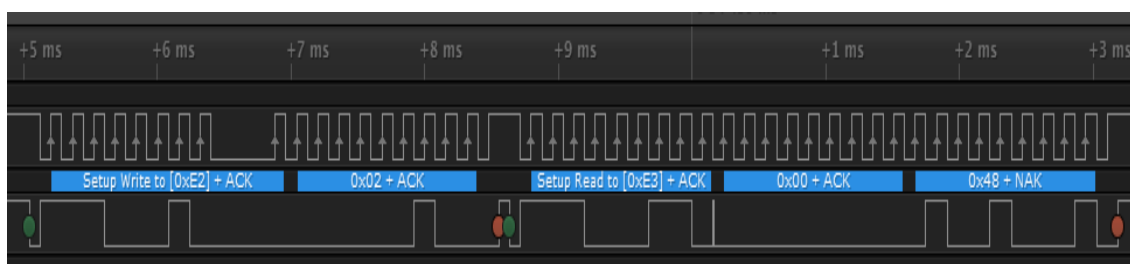 +5 ms +6 ms +7 ms +8 ms +9 ms +1 ms +2 ms +3 ms
Setup Write to [0xE2] + ACK 0x02 + ACK Setup Read to [0xE3] + ACK 0x00 + ACK 0x48 + NAK